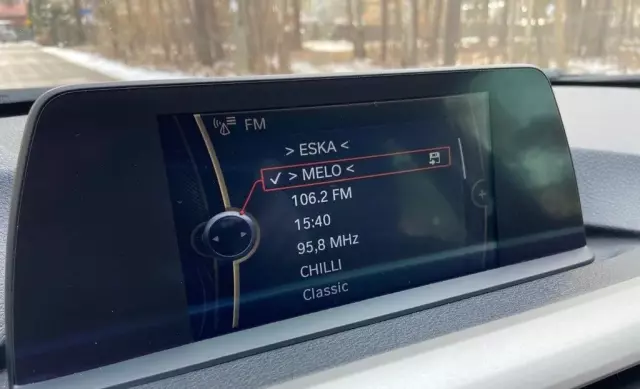 FM
> ESKA <
✓ > MELO <
106.2 FM
15:40
95,8 MHz
CHILLI
Classic